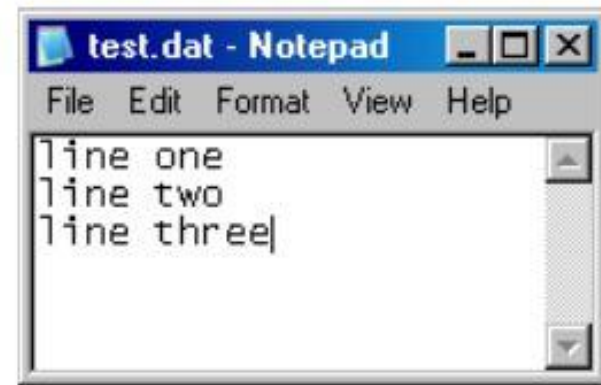 test.dat - Notepad
File Edit Format View Help
line one
line two
line three